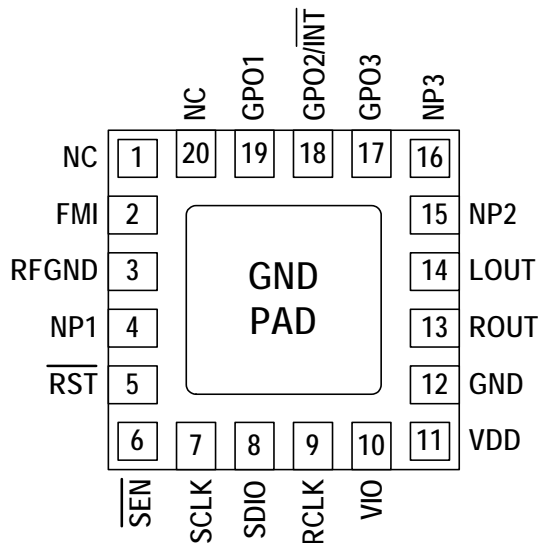 NC
GPO1
GPO2/INT
GPO3
NP3
NC 1 20 19 18 17 16
FMI 2 15 NP2
RFGND 3 14 LOUT
NP1 4 13 ROUT
RST 5 12 GND
6 7 8 9 10 11 VDD
GND
PAD
SEN
SCLK
SDIO
RCLK
VIO